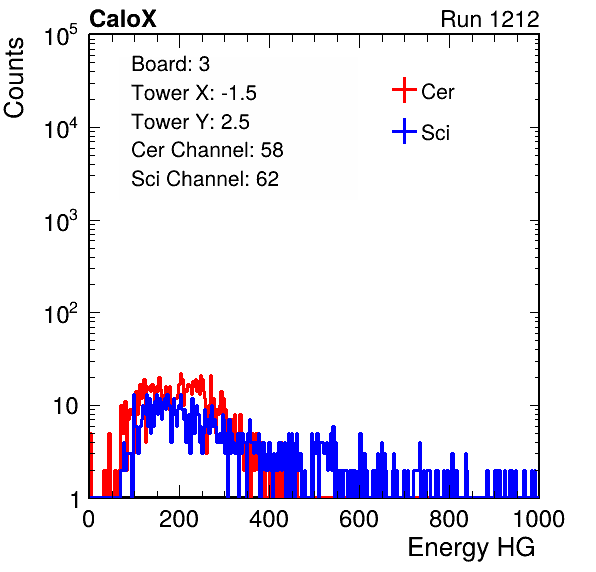 CaloX Run 1212
Counts
Board: 3
Tower X: -1.5
Tower Y: 2.5
Cer Channel: 58
Sci Channel: 62
Cer
Sci
10^5
10^4
10^3
10^2
10
1
0 200 400 600 800 1000
Energy HG